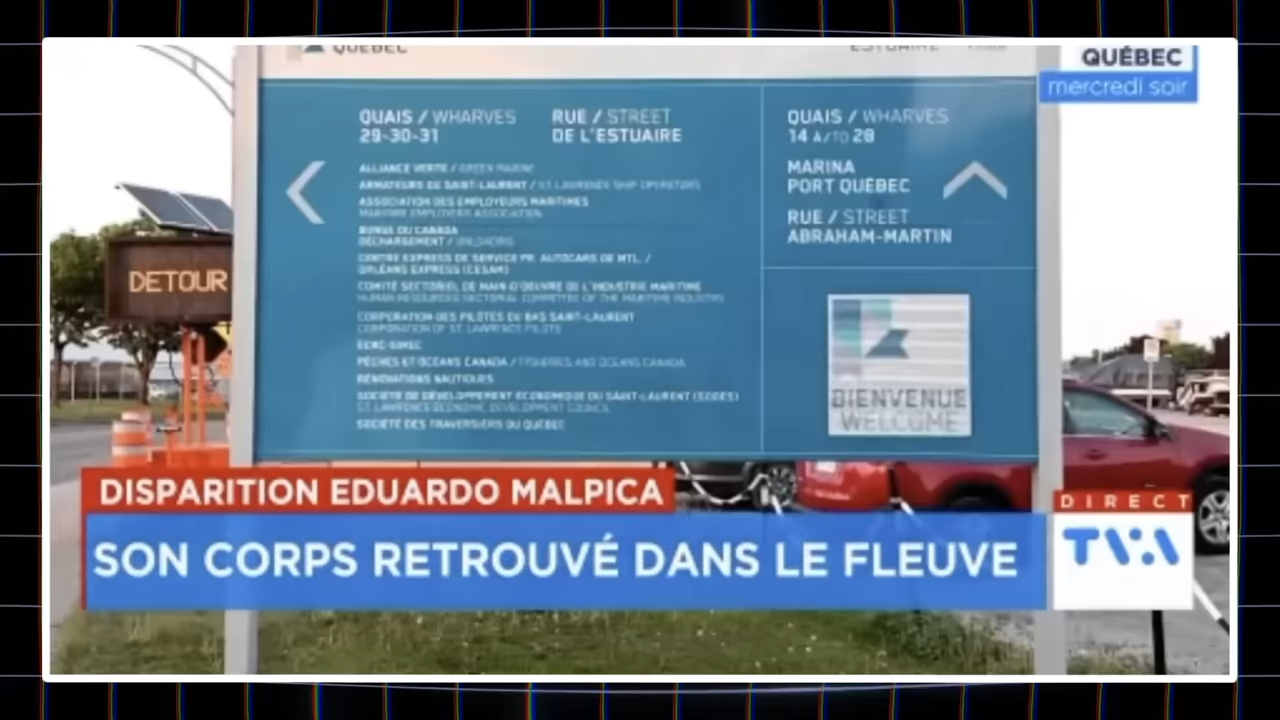 QUÉBEC
QUÉBEC
mercredi soir
QUAIS / WHARVES
29-30-31
RUE / STREET
DE L'ESTUAIRE
ALLIANCE VERTE / GREEN MARINE
ARMATEURS DU SAINT-LAURENT / ST. LAWRENCE SHIP OPERATORS
ASSOCIATION DES EMPLOYEURS MARITIMES
MARITIME EMPLOYERS ASSOCIATION
BUNGE DU CANADA
DÉCHARGEMENT / UNLOADING
CENTRE EXPRESS DE SERVICE PR. AUTOCARS DE MTL. /
ORLÉANS EXPRESS (CESAM)
COMITÉ SECTORIEL DE MAIN-D'OEUVRE DE L'INDUSTRIE MARITIME
HUMAN RESOURCES SECTORIAL COMMITTEE OF THE MARITIME INDUSTRY
CORPORATION DES PILOTES DU BAS SAINT-LAURENT
CORPORATION OF ST. LAWRENCE PILOTS
PÊCHES ET OCÉANS CANADA / FISHERIES AND OCEANS CANADA
RÉNOVATIONS NAUTIQUES
SOCIÉTÉ DE DÉVELOPPEMENT ÉCONOMIQUE DU SAINT-LAURENT (SODES)
ST. LAWRENCE ECONOMIC DEVELOPMENT COUNCIL
SOCIÉTÉ DES TRAVERSIERS DU QUÉBEC
QUAIS / WHARVES
14 A/TO 28
MARINA
PORT QUÉBEC
RUE / STREET
ABRAHAM-MARTIN
BIENVENUE
WELCOME
DETOUR
DISPARITION EDUARDO MALPICA
SON CORPS RETROUVÉ DANS LE FLEUVE
DIRECT
TVA